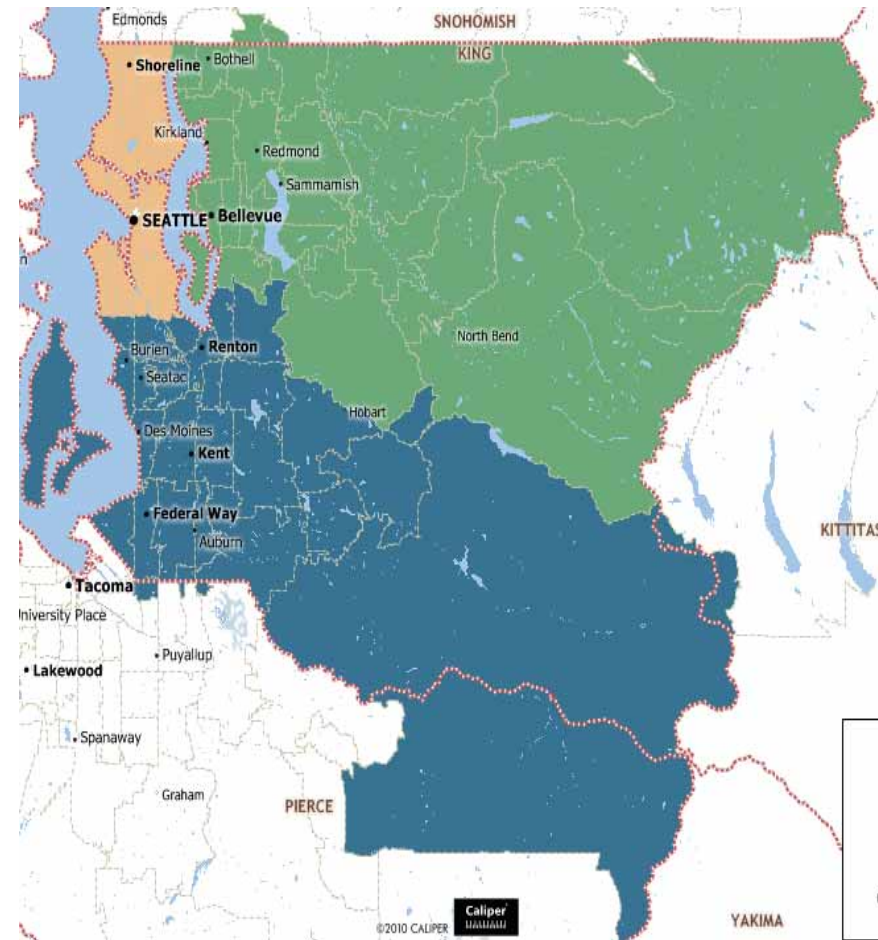 Edmonds
SNOHOMISH
KING
Shoreline
Bothell
Kirkland
Redmond
Sammamish
SEATTLE
Bellevue
North Bend
Burien
Renton
Seatac
Hobart
Des Moines
Kent
Federal Way
Auburn
KITTITAS
Tacoma
University Place
Puyallup
Lakewood
Spanaway
Graham
PIERCE
©2010 CALIPER
Caliper
YAKIMA